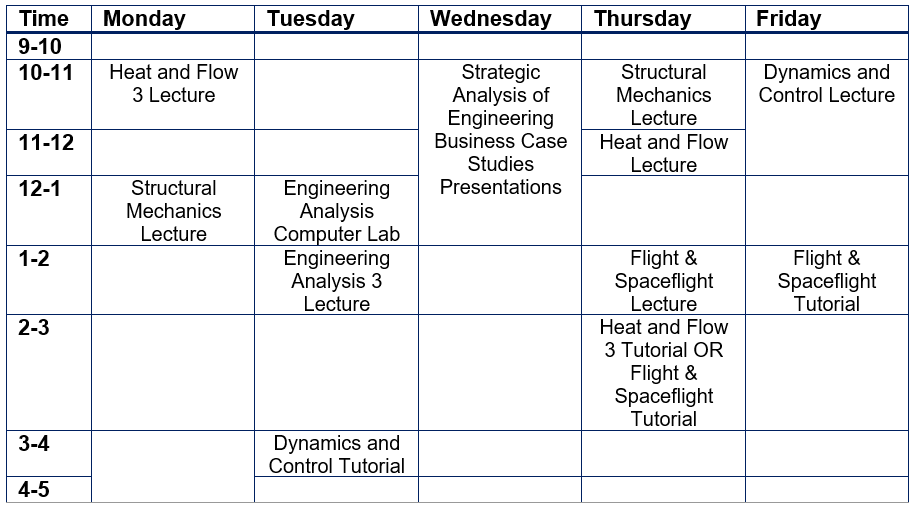 Time Monday Tuesday Wednesday Thursday Friday
9-10
10-11
Heat and Flow
3 Lecture
Strategic
Analysis of
Engineering
Business Case
Studies
Presentations
Structural
Mechanics
Lecture
Dynamics and
Control Lecture
11-12
Heat and Flow
Lecture
12-1
Structural
Mechanics
Lecture
Engineering
Analysis
Computer Lab
1-2
Engineering
Analysis 3
Lecture
Flight &
Spaceflight
Lecture
Flight &
Spaceflight
Tutorial
2-3
Heat and Flow
3 Tutorial OR
Flight &
Spaceflight
Tutorial
3-4
Dynamics and
Control Tutorial
4-5